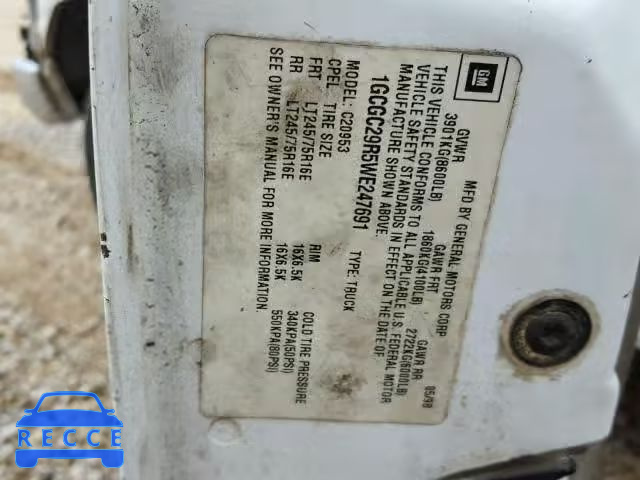 GM
MFD BY GENERAL MOTORS CORP
05/98
GVWR GAWR FRT GAWR RR
3901KG(8600LB) 1860KG(4100LB) 2722KG(6000LB)
THIS VEHICLE CONFORMS TO ALL APPLICABLE U.S. FEDERAL MOTOR
VEHICLE SAFETY STANDARDS IN EFFECT ON THE DATE OF
MANUFACTURE SHOWN ABOVE.
1GCGC29R5WE247691 TYPE: TRUCK
MODEL: C20953
CPEL TIRE SIZE RIM COLD TIRE PRESSURE
FRT LT245/75R16E 16X6.5K 340KPA(50PSI)
RR LT245/75R16E 16X6.5K 550KPA(80PSI)
SEE OWNER'S MANUAL FOR MORE INFORMATION.
RECCE